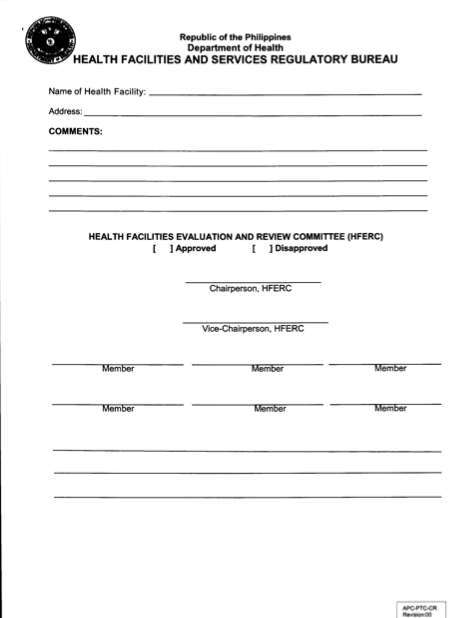 Republic of the Philippines
Department of Health
HEALTH FACILITIES AND SERVICES REGULATORY BUREAU
Name of Health Facility:
Address:
COMMENTS:
HEALTH FACILITIES EVALUATION AND REVIEW COMMITTEE (HFERC)
[ ] Approved [ ] Disapproved
Chairperson, HFERC
Vice-Chairperson, HFERC
Member Member Member
Member Member Member
APC-PTC-CR
Revision:00